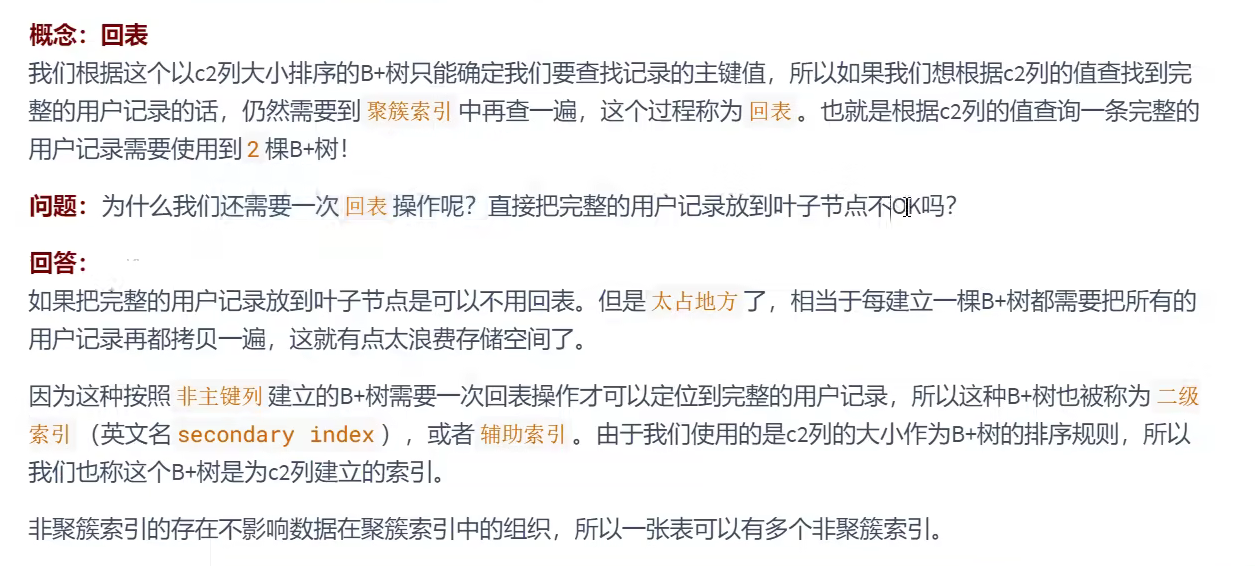 概念：回表
我们根据这个以c2列大小排序的B+树只能确定我们要查找记录的主键值，所以如果我们想根据c2列的值查找到完
整的用户记录的话，仍然需要到 聚簇索引 中再查一遍，这个过程称为 回表 。也就是根据c2列的值查询一条完整的
用户记录需要使用到 2 棵B+树！
问题：为什么我们还需要一次 回表 操作呢？直接把完整的用户记录放到叶子节点不OK吗？
回答：
如果把完整的用户记录放到叶子节点是可以不用回表。但是 太占地方 了，相当于每建立一棵B+树都需要把所有的
用户记录再都拷贝一遍，这就有点太浪费存储空间了。
因为这种按照 非主键列 建立的B+树需要一次回表操作才可以定位到完整的用户记录，所以这种B+树也被称为 二级
索引 （英文名 secondary index ），或者 辅助索引 。由于我们使用的是c2列的大小作为B+树的排序规则，所以
我们也称这个B+树是为c2列建立的索引。
非聚簇索引的存在不影响数据在聚簇索引中的组织，所以一张表可以有多个非聚簇索引。